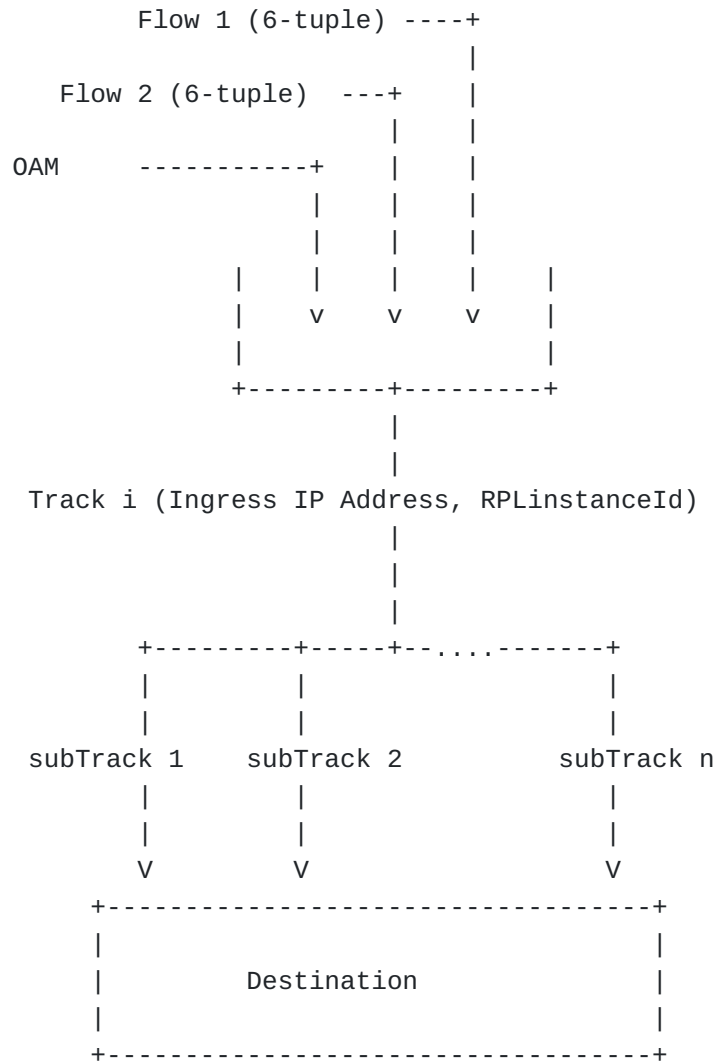 Flow 1 (6-tuple) ----+
|
Flow 2 (6-tuple) ---+ |
| |
OAM -----------+ | |
| | |
| | |
| | | | |
| v v v |
| |
+---------+---------+
|
|
Track i (Ingress IP Address, RPLinstanceId)
|
|
|
+---------+-----+--....-------+
| | |
| | |
subTrack 1 subTrack 2 subTrack n
| | |
| | |
V V V
+-----------------------------------+
| |
| Destination |
| |
+-----------------------------------+